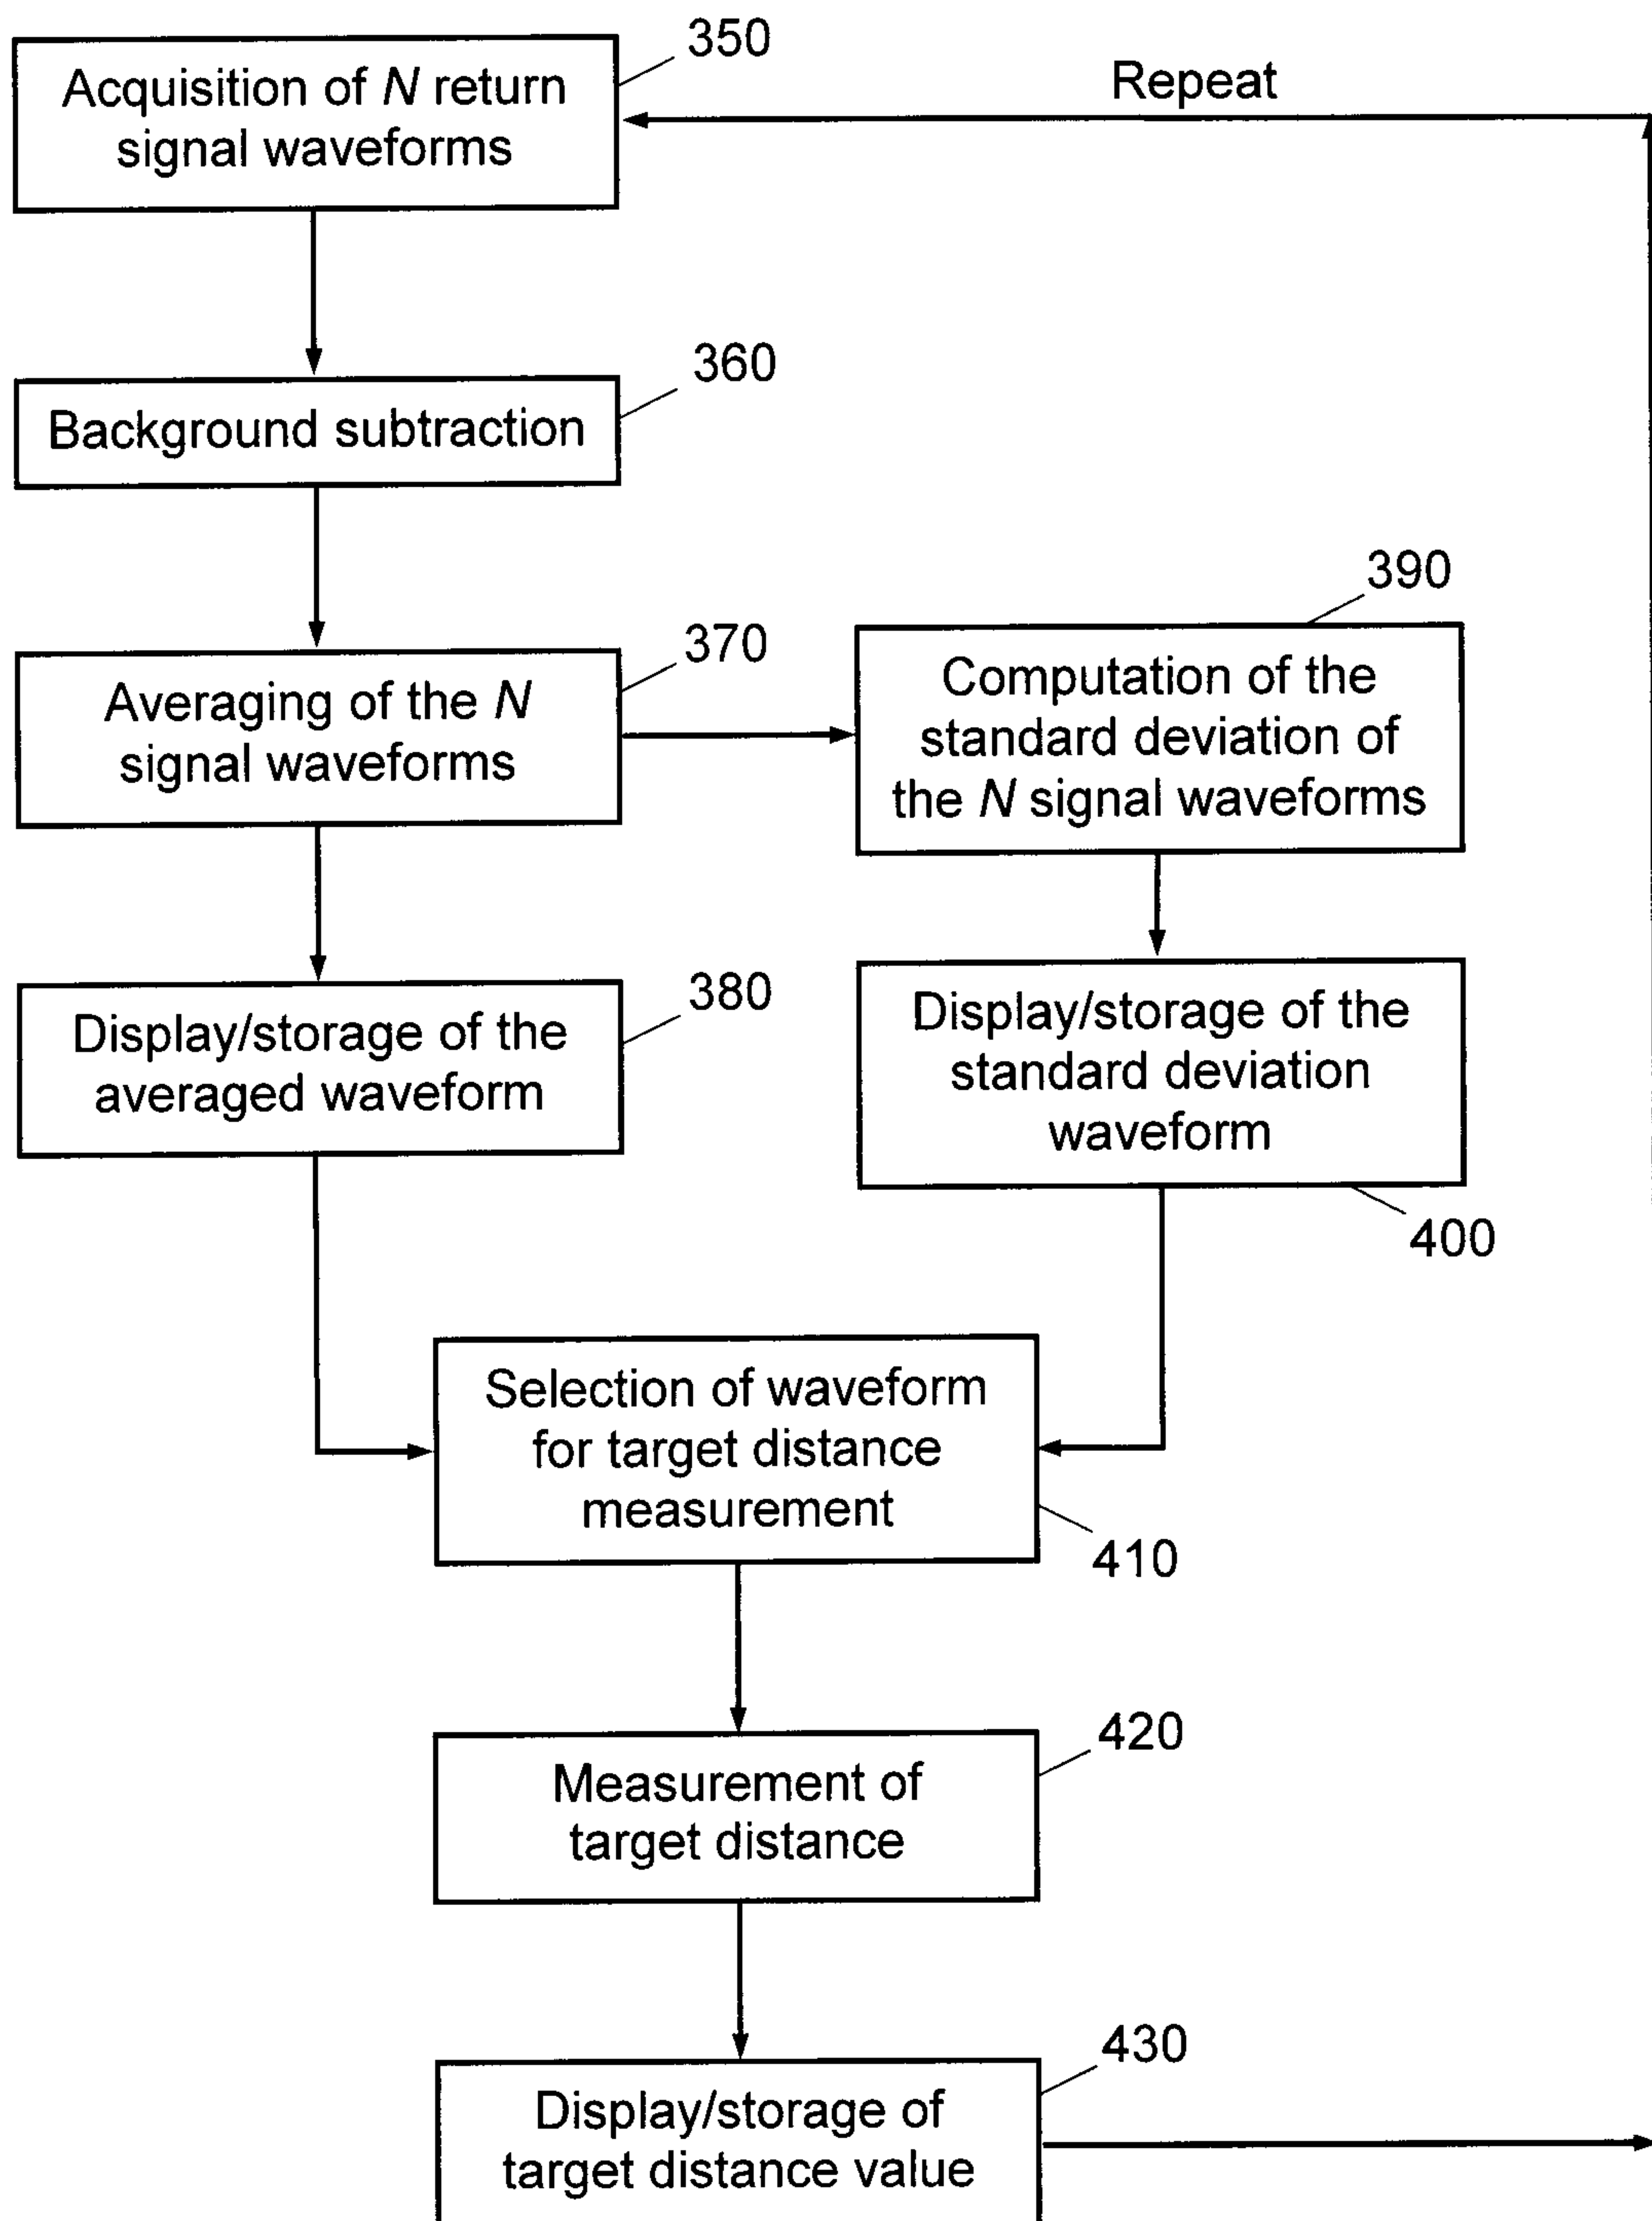 350
Acquisition of N return
signal waveforms
Repeat
360
Background subtraction
370
Averaging of the N
signal waveforms
390
Computation of the
standard deviation of
the N signal waveforms
380
Display/storage of the
averaged waveform
Display/storage of the
standard deviation
waveform
400
Selection of waveform
for target distance
measurement
410
420
Measurement of
target distance
430
Display/storage of
target distance value